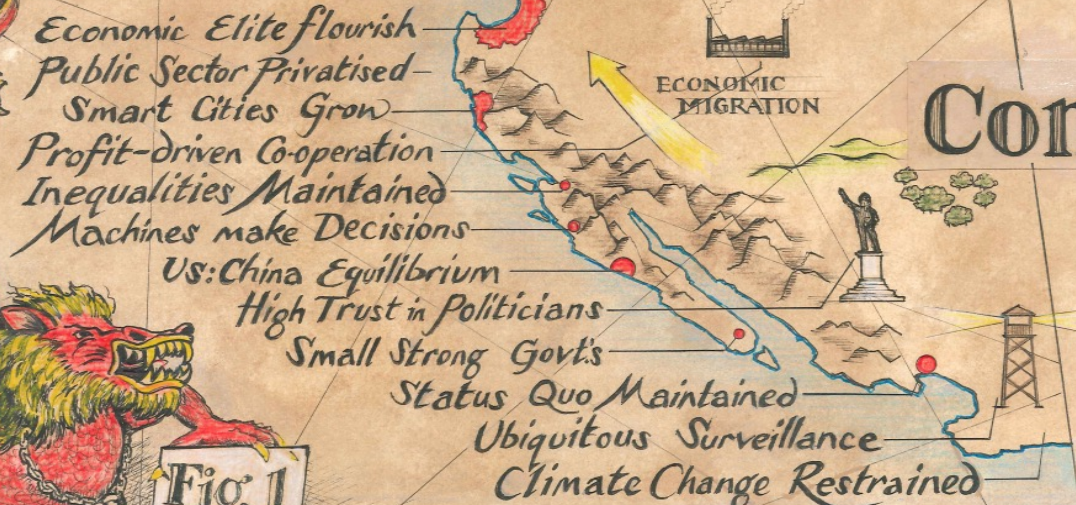 Economic Elite flourish
Public Sector Privatised
Smart Cities Grow
Profit-driven Co-operation
Inequalities Maintained
Machines make Decisions
US:China Equilibrium
High Trust in Politicians
Small Strong Govt's
Status Quo Maintained
Ubiquitous Surveillance
Climate Change Restrained
ECONOMIC
MIGRATION
Fig. 1